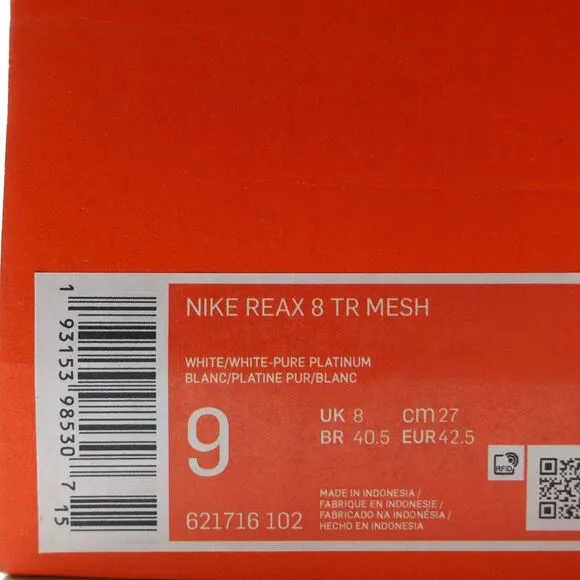 NIKE REAX 8 TR MESH
WHITE/WHITE-PURE PLATINUM
BLANC/PLATINE PUR/BLANC
9
UK 8 cm 27
BR 40.5 EUR 42.5
RFID
621716 102
MADE IN INDONESIA /
FABRIQUE EN INDONESIE /
FABRICADO NA INDONÉSIA /
HECHO EN INDONESIA
1 93153 98530 7 15